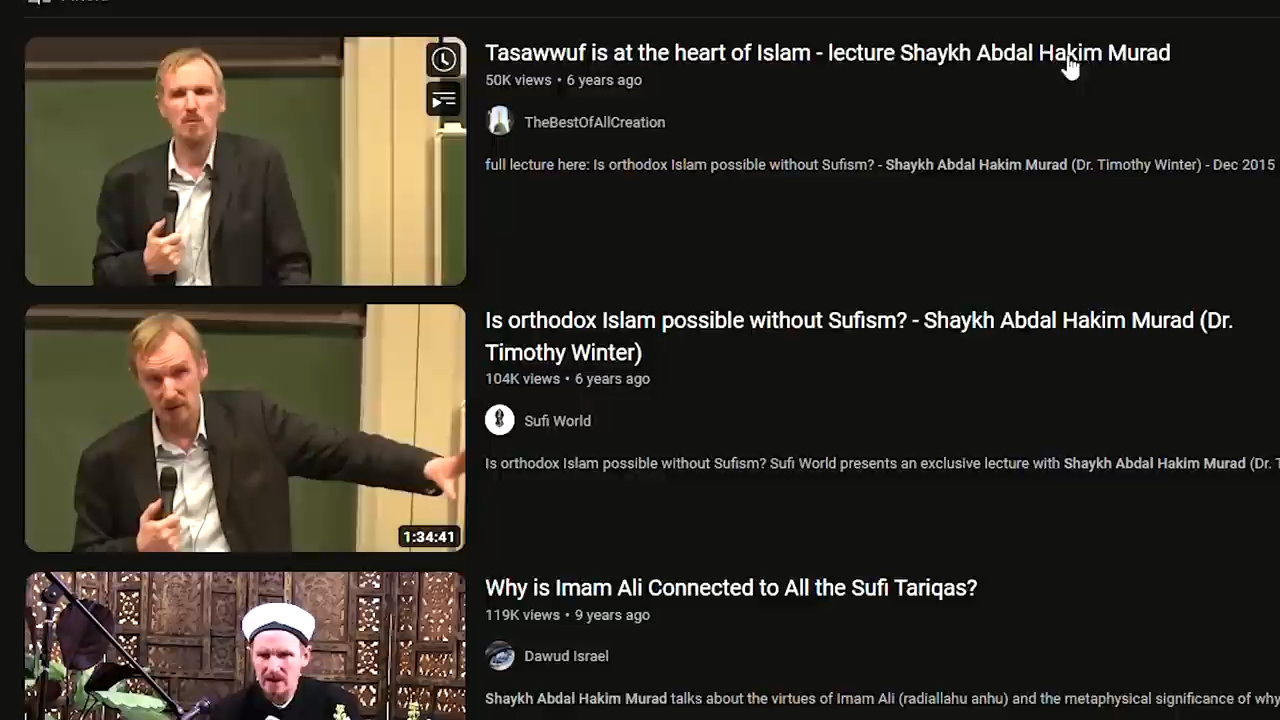 Tasawwuf is at the heart of Islam - lecture Shaykh Abdal Hakim Murad
50K views • 6 years ago
TheBestOfAllCreation
full lecture here: Is orthodox Islam possible without Sufism? - Shaykh Abdal Hakim Murad (Dr. Timothy Winter) - Dec 2015
Is orthodox Islam possible without Sufism? - Shaykh Abdal Hakim Murad (Dr.
Timothy Winter)
104K views • 6 years ago
Sufi World
Is orthodox Islam possible without Sufism? Sufi World presents an exclusive lecture with Shaykh Abdal Hakim Murad (Dr.
1:34:41
Why is Imam Ali Connected to All the Sufi Tariqas?
119K views • 9 years ago
Dawud Israel
Shaykh Abdal Hakim Murad talks about the virtues of Imam Ali (radiallahu anhu) and the metaphysical significance of why